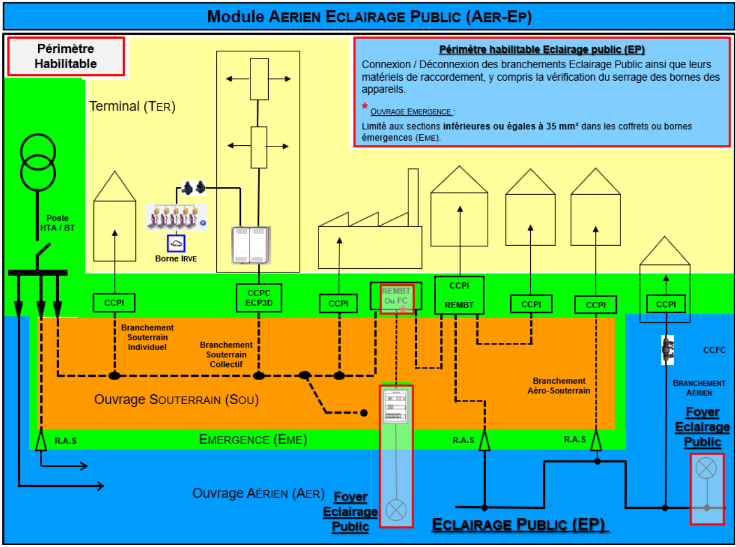 Module AERIEN ECLAIRAGE PUBLIC (AER-EP)
Périmètre
Habilitable
Périmètre habitable Eclairage public (EP)
Connexion / Déconnexion des branchements Eclairage Public ainsi que leurs
matériels de raccordement, y compris la vérification du serrage des bornes des
appareils.
* OUVRAGE EMERGENCE :
Limité aux sections inférieures ou égales à 35 mm² dans les coffrets ou bornes
émergences (EME).
Terminal (TER)
Poste
HTA / BT
Borne IRVE
CCPI
CCPC
ECP3D
CCPI
REMBT
Ou FC
*
CCPI
REMBT
CCPI
CCPI
CCPI
Branchement
Souterrain
Individuel
Branchement
Souterrain
Collectif
CCFC
Branchement
Aéro-Souterrain
BRANCHEMENT
AÉRIEN
Ouvrage SOUTERRAIN (SOU)
Foyer
Eclairage
Public
R.A.S
EMERGENCE (EME)
R.A.S
R.A.S
Ouvrage AÉRIEN (AER)
Foyer
Eclairage
Public
ECLAIRAGE PUBLIC (EP)